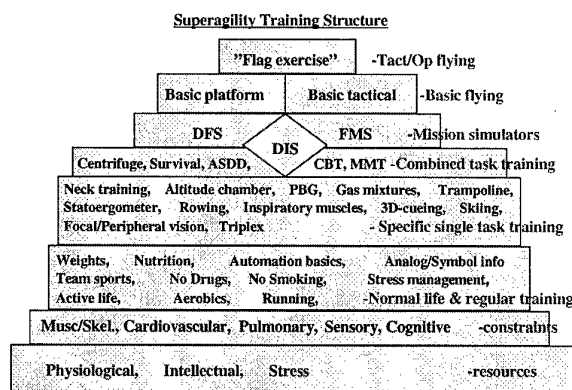 Superagility Training Structure
"Flag exercise" -Tact/Op flying
Basic platform Basic tactical -Basic flying
DFS FMS -Mission simulators
DIS
Centrifuge, Survival, ASDD, CBT, MMT -Combined task training
Neck training, Altitude chamber, PBG, Gas mixtures, Trampoline,
Statoergometer, Rowing, Inspiratory muscles, 3D-cueing, Skiing,
Focal/Peripheral vision, Triplex - Specific single task training
Weights, Nutrition, Automation basics, Analog/Symbol info
Team sports, No Drugs, No Smoking, Stress management,
Active life, Aerobics, Running, -Normal life & regular training
Musc/Skel., Cardiovascular, Pulmonary, Sensory, Cognitive -constraints
Physiological, Intellectual, Stress -resources